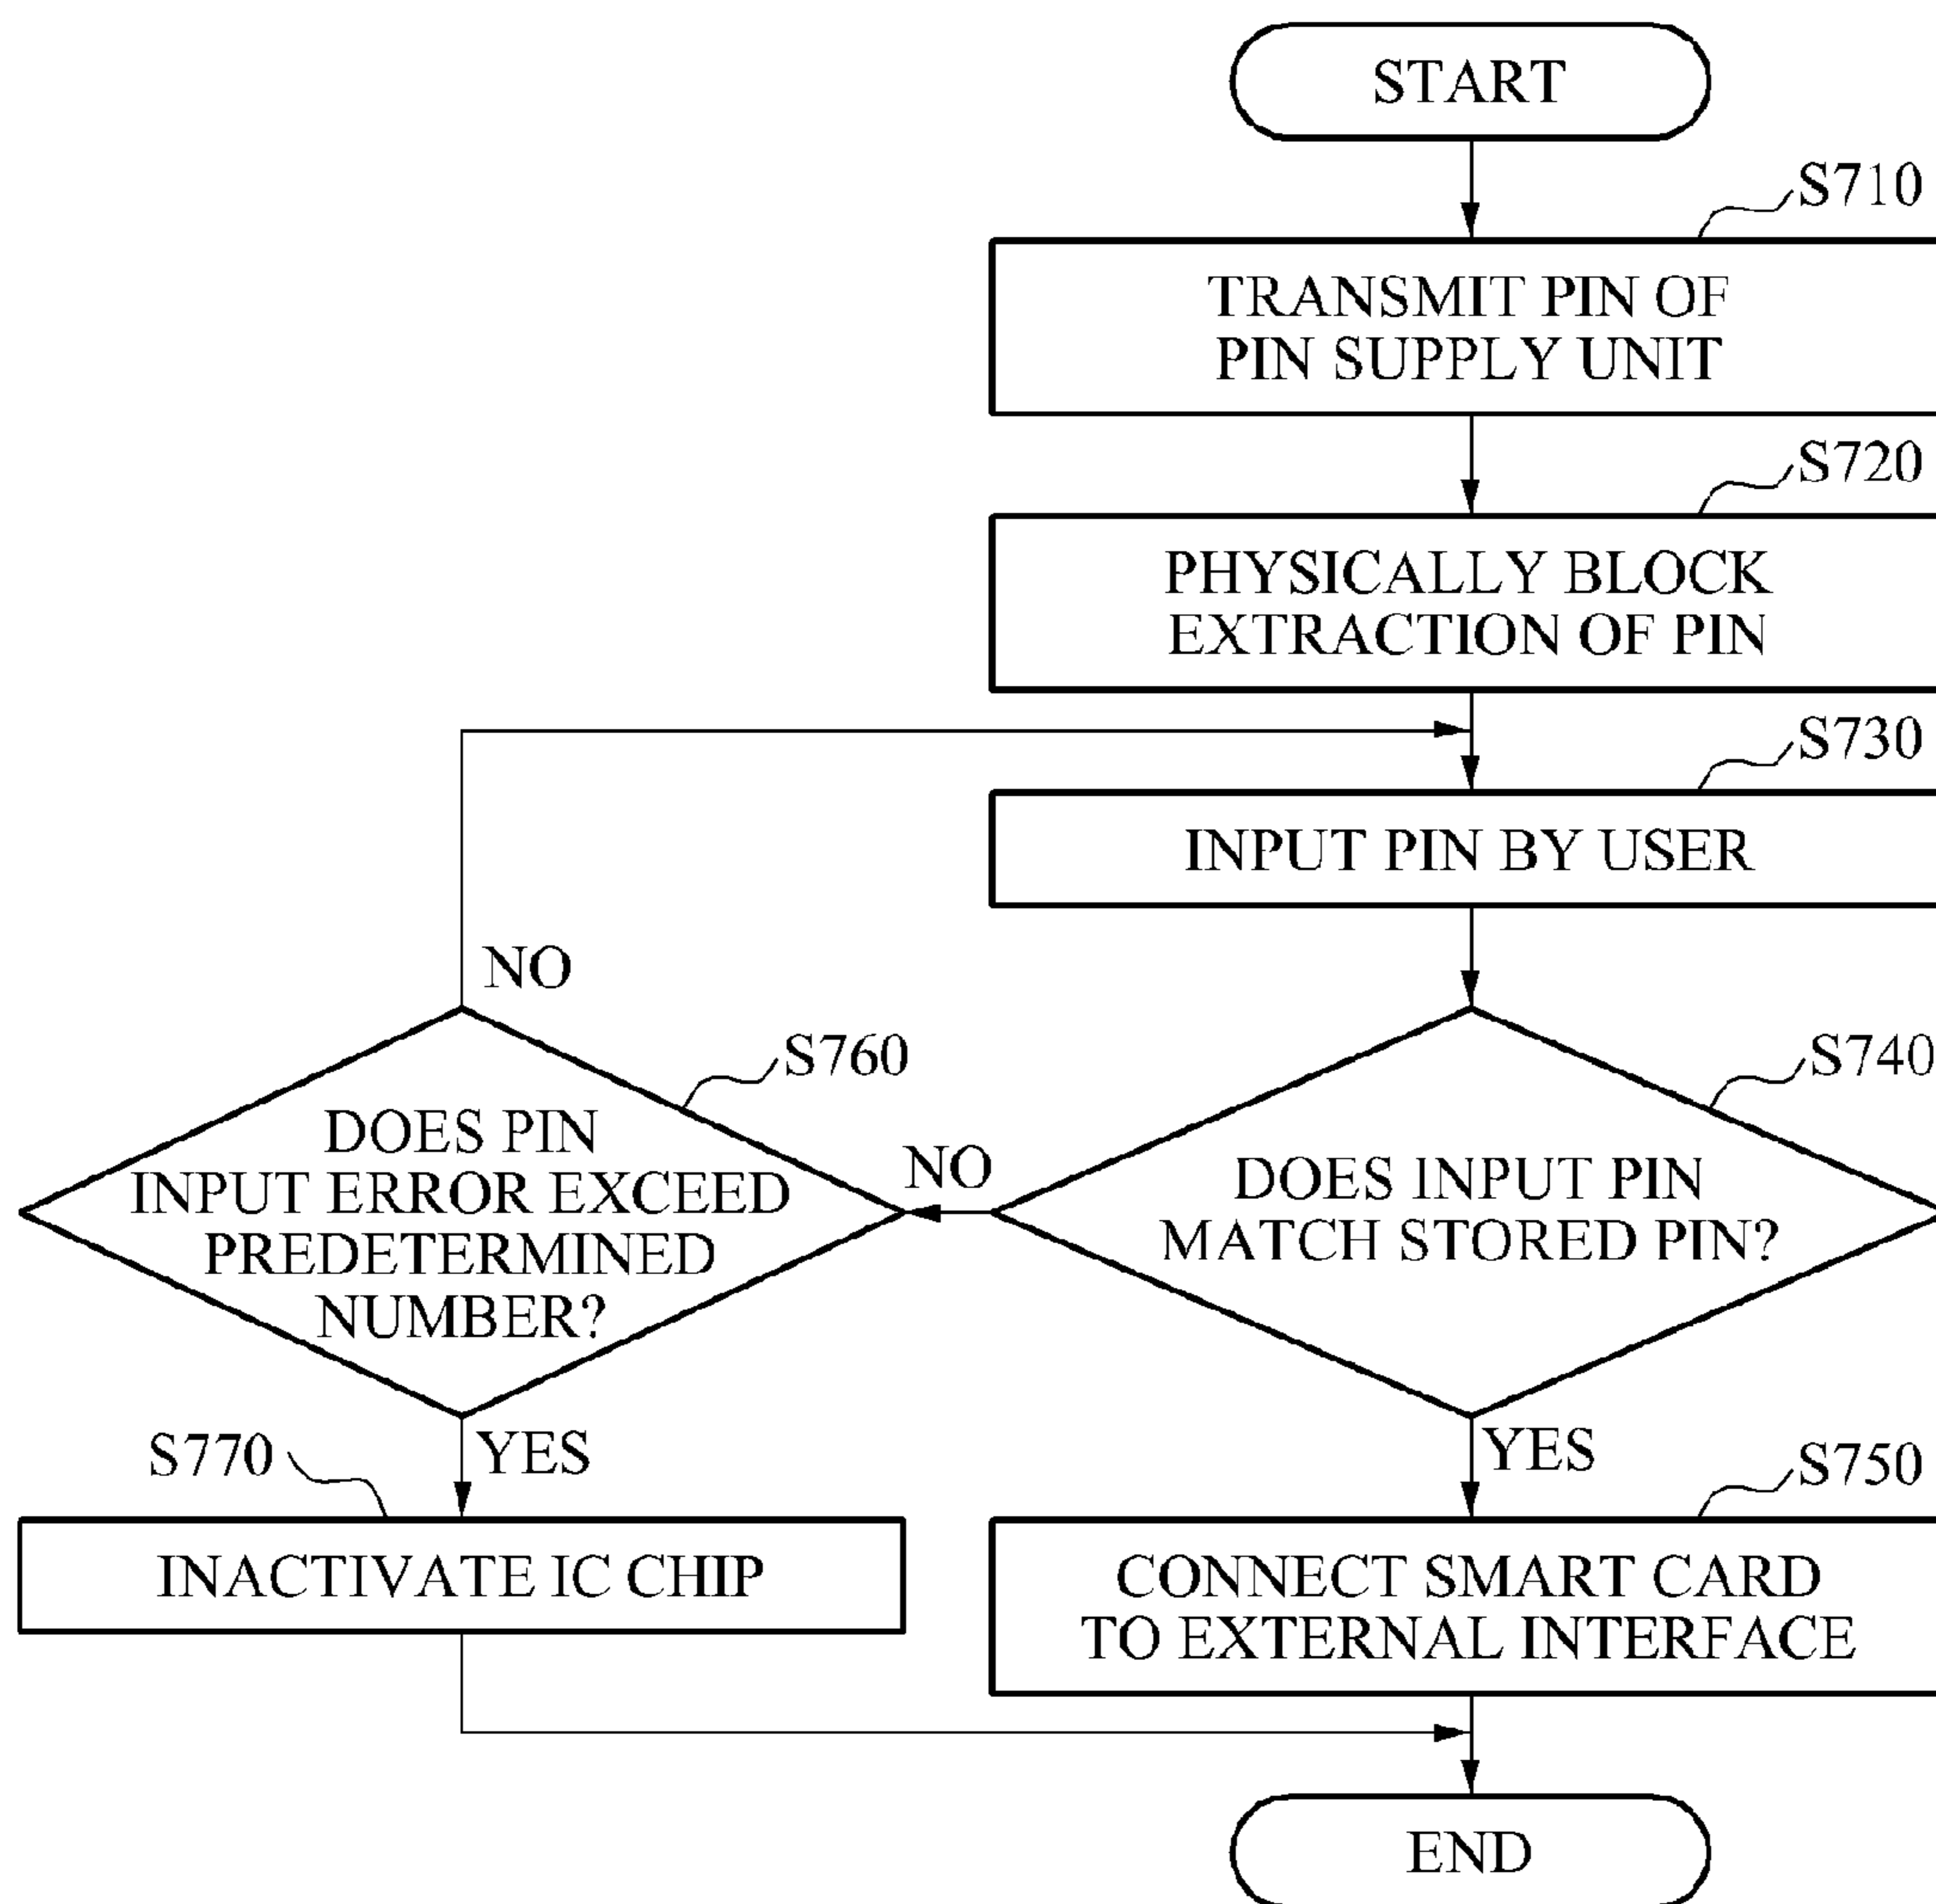 START
S710
TRANSMIT PIN OF
PIN SUPPLY UNIT
S720
PHYSICALLY BLOCK
EXTRACTION OF PIN
S730
INPUT PIN BY USER
NO
S760
DOES PIN
INPUT ERROR EXCEED
PREDETERMINED
NUMBER?
NO
S740
DOES INPUT PIN
MATCH STORED PIN?
S770
YES
INACTIVATE IC CHIP
YES
S750
CONNECT SMART CARD
TO EXTERNAL INTERFACE
END